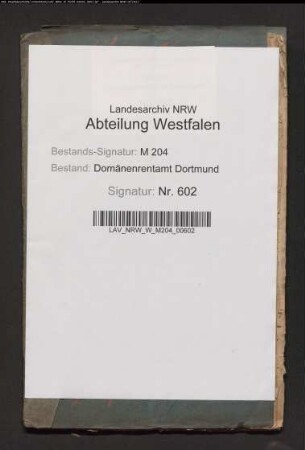 Landesarchiv NRW
Abteilung Westfalen
Bestands-Signatur: M 204
Bestand: Domänenrentamt Dortmund
Signatur: Nr. 602
LAV_NRW_W_M204_00602